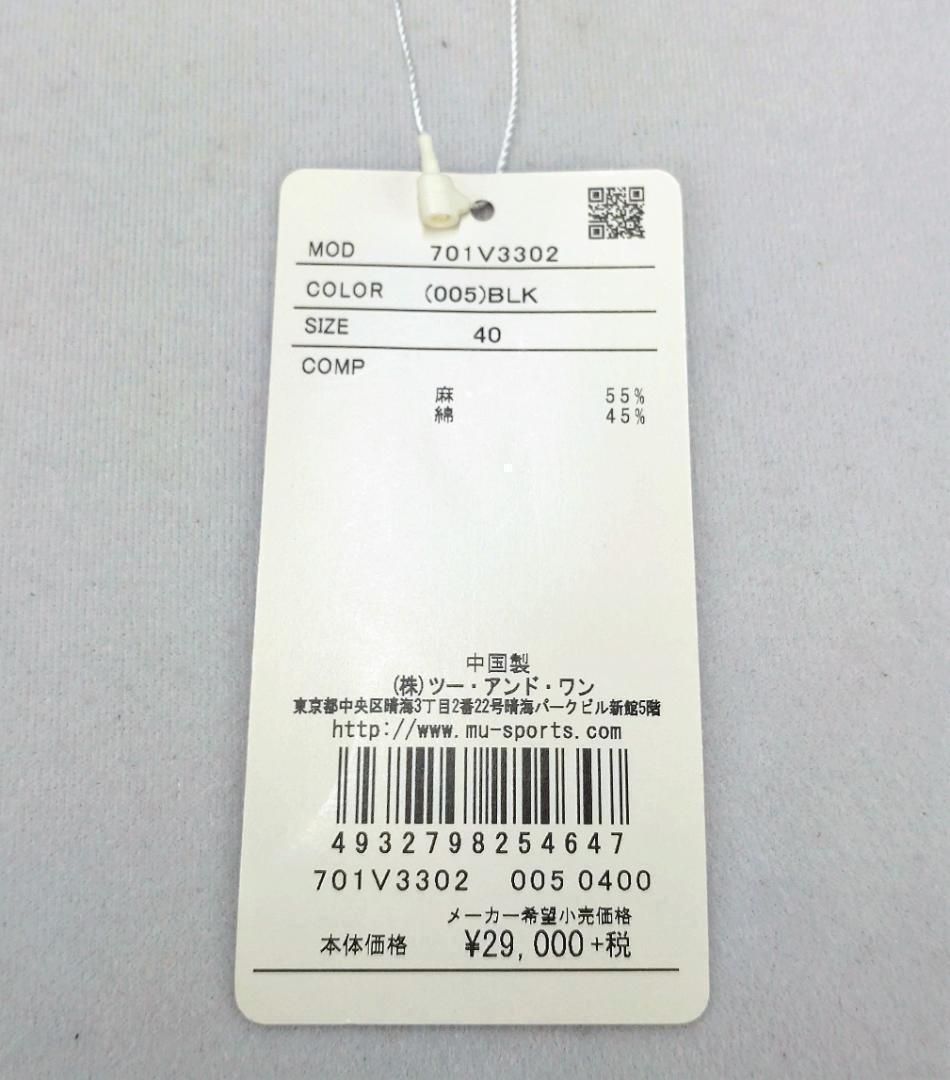 MOD 701V3302
COLOR (005)BLK
SIZE 40
COMP
麻 55%
綿 45%
中国製
(株)ツー・アンド・ワン
東京都中央区晴海3丁目2番22号晴海パークビル新館5階
http://www.mu-sports.com
4932798254647
701V3302 005 0400
メーカー希望小売価格
本体価格 ¥29,000+税